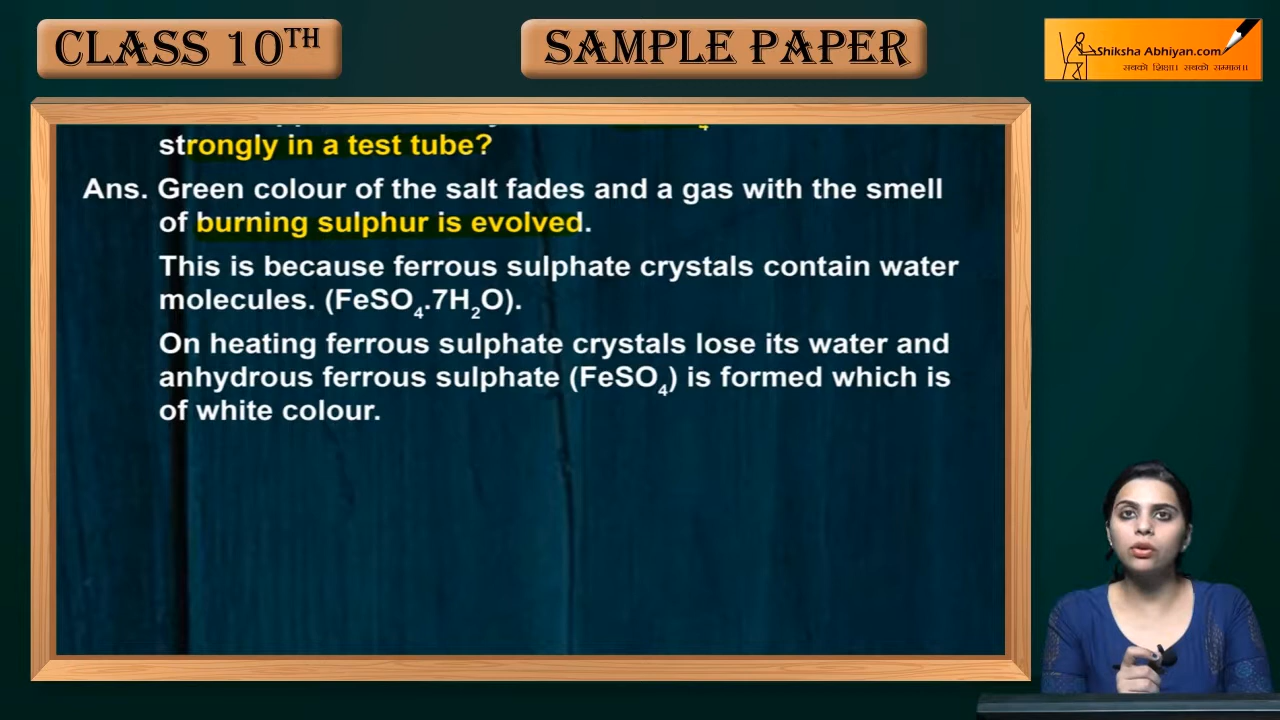 CLASS 10TH
SAMPLE PAPER
Shiksha Abhiyan.com
सबको शिक्षा। सबको सम्मान॥
4
strongly in a test tube?
Ans. Green colour of the salt fades and a gas with the smell
of burning sulphur is evolved.
This is because ferrous sulphate crystals contain water
molecules. (FeSO4.7H2O).
On heating ferrous sulphate crystals lose its water and
anhydrous ferrous sulphate (FeSO4) is formed which is
of white colour.